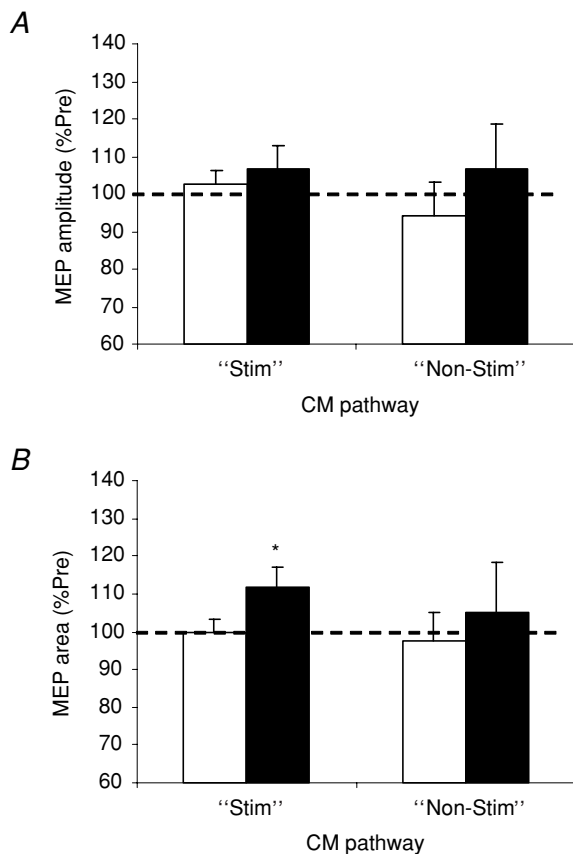 A
MEP amplitude (%Pre)
140
130
120
110
100
90
80
70
60
‘‘Stim’’
‘‘Non-Stim’’
CM pathway
B
MEP area (%Pre)
140
130
120
110
100
90
80
70
60
*
‘‘Stim’’
‘‘Non-Stim’’
CM pathway